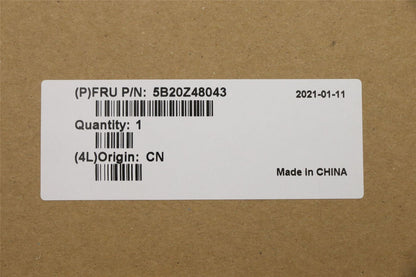 (P)FRU P/N: 5B20Z48043
2021-01-11
Quantity: 1
(4L)Origin: CN
Made in CHINA